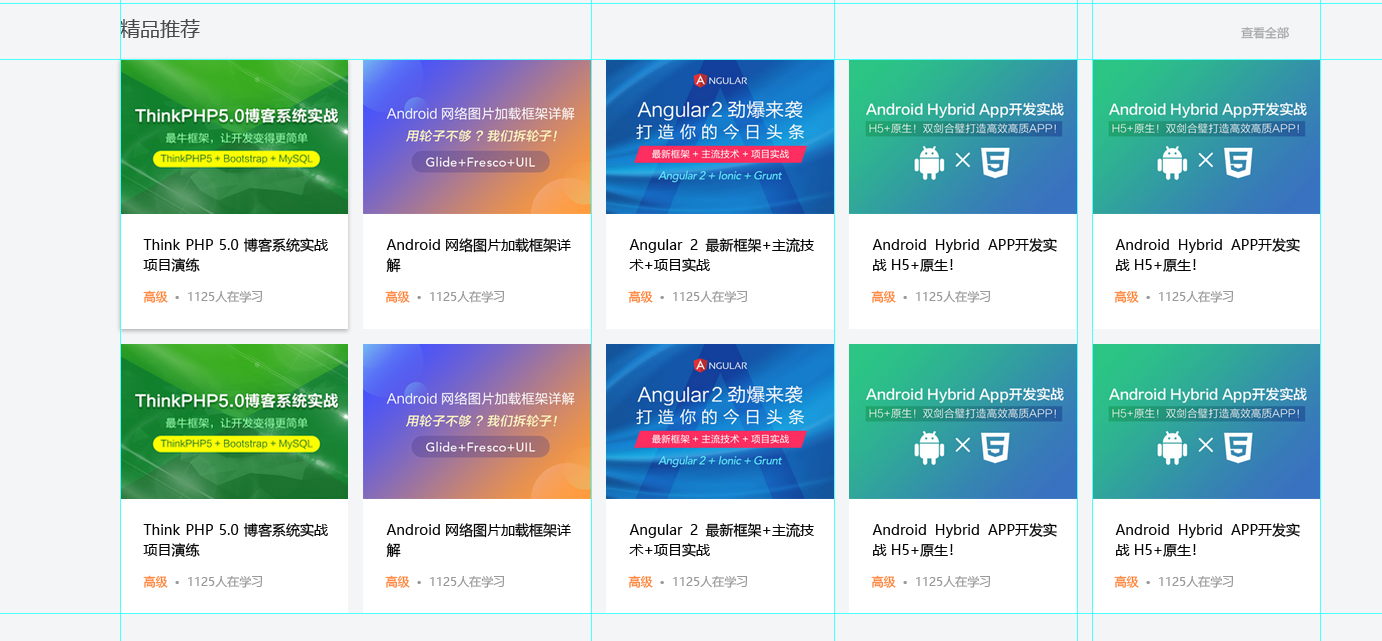 精品推荐
查看全部
ThinkPHP5.0博客系统实战
最牛框架，让开发变得更简单
ThinkPHP5 + Bootstrap + MySQL
Think PHP 5.0 博客系统实战
项目演练
高级 • 1125人在学习
Android 网络图片加载框架详解
用轮子不够？我们拆轮子！
Glide+Fresco+UIL
Android 网络图片加载框架详
解
高级 • 1125人在学习
ANGULAR
Angular2 劲爆来袭
打造你的今日头条
最新框架 + 主流技术 + 项目实战
Angular 2 + Ionic + Grunt
Angular 2 最新框架+主流技
术+项目实战
高级 • 1125人在学习
Android Hybrid App开发实战
H5+原生！双剑合璧打造高效高质APP！
Android Hybrid APP开发实
战 H5+原生！
高级 • 1125人在学习
Android Hybrid App开发实战
H5+原生！双剑合璧打造高效高质APP！
Android Hybrid APP开发实
战 H5+原生！
高级 • 1125人在学习
ThinkPHP5.0博客系统实战
最牛框架，让开发变得更简单
ThinkPHP5 + Bootstrap + MySQL
Think PHP 5.0 博客系统实战
项目演练
高级 • 1125人在学习
Android 网络图片加载框架详解
用轮子不够？我们拆轮子！
Glide+Fresco+UIL
Android 网络图片加载框架详
解
高级 • 1125人在学习
ANGULAR
Angular2 劲爆来袭
打造你的今日头条
最新框架 + 主流技术 + 项目实战
Angular 2 + Ionic + Grunt
Angular 2 最新框架+主流技
术+项目实战
高级 • 1125人在学习
Android Hybrid App开发实战
H5+原生！双剑合璧打造高效高质APP！
Android Hybrid APP开发实
战 H5+原生！
高级 • 1125人在学习
Android Hybrid App开发实战
H5+原生！双剑合璧打造高效高质APP！
Android Hybrid APP开发实
战 H5+原生！
高级 • 1125人在学习